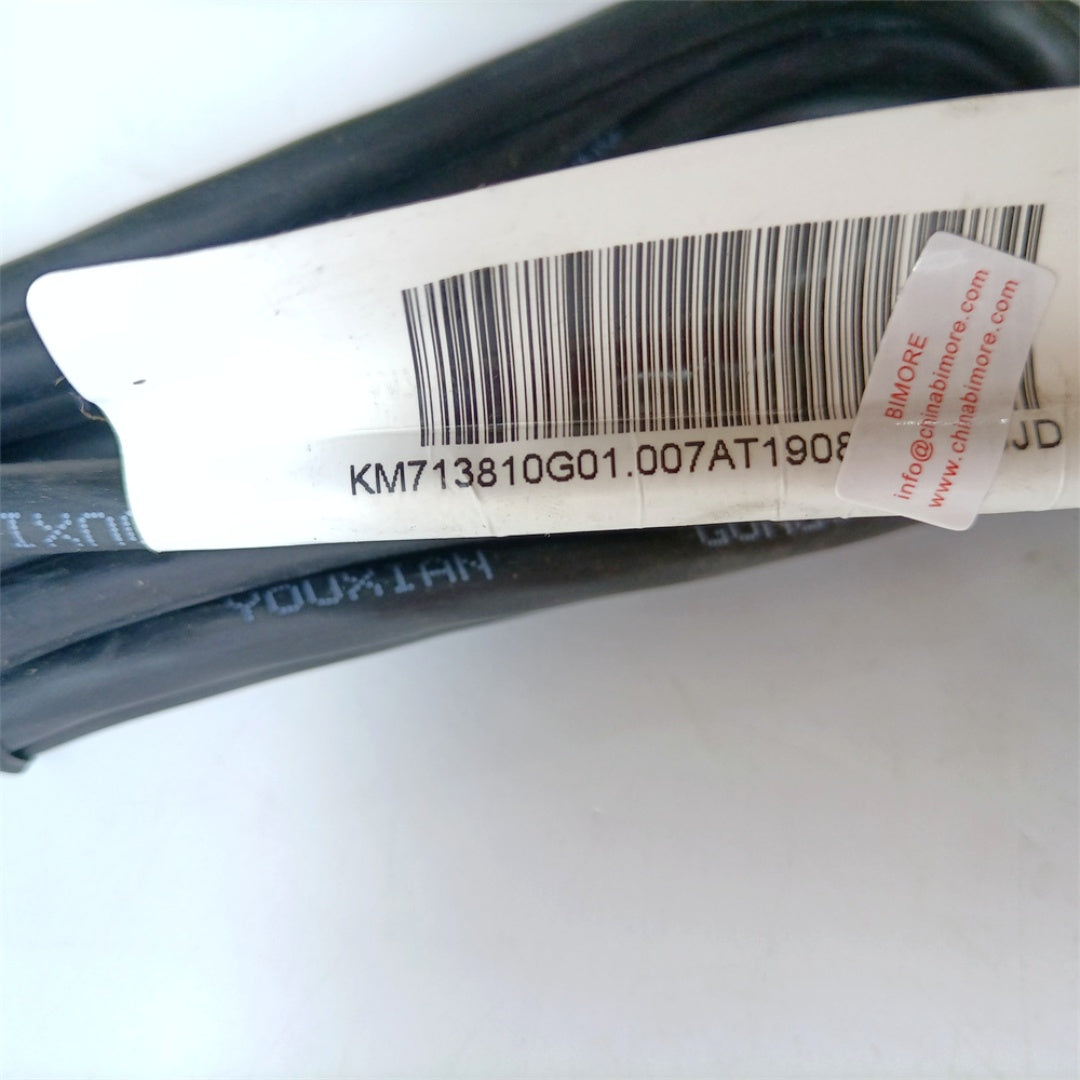 KM713810G01.007AT1908
JD
BIMORE
info@chinabimore.com
www.chinabimore.com
YOUXIAN